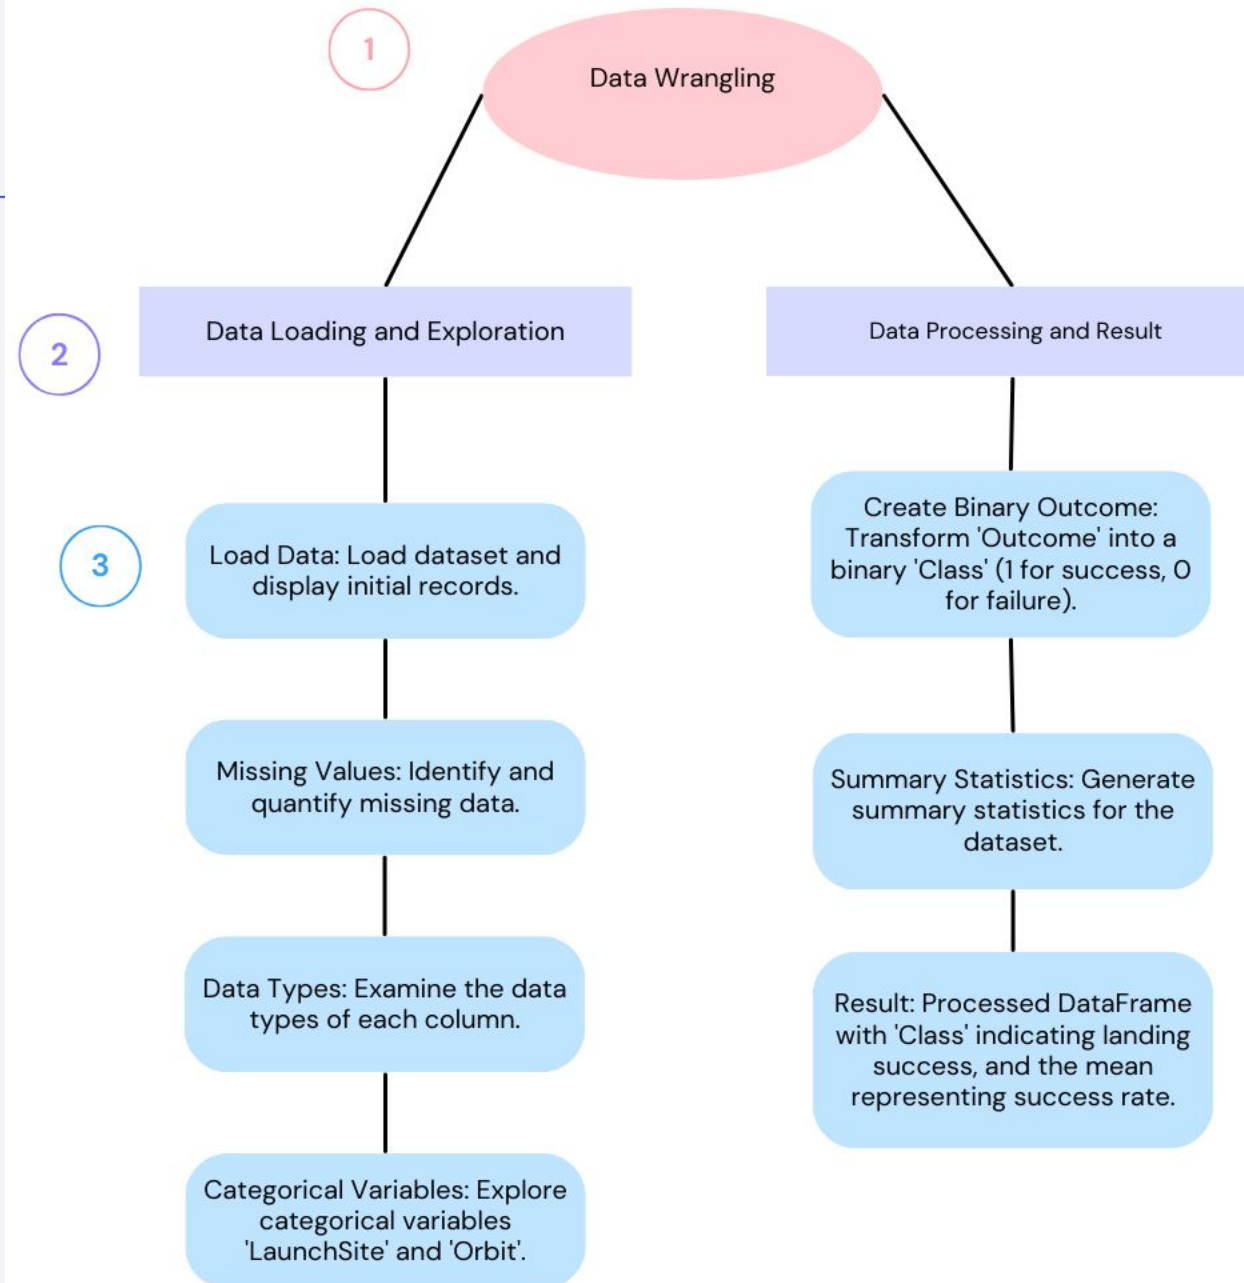 1
Data Wrangling
2
Data Loading and Exploration
Data Processing and Result
3
Load Data: Load dataset and
display initial records.
Missing Values: Identify and
quantify missing data.
Data Types: Examine the data
types of each column.
Categorical Variables: Explore
categorical variables
'LaunchSite' and 'Orbit'.
Create Binary Outcome:
Transform 'Outcome' into a
binary 'Class' (1 for success, 0
for failure).
Summary Statistics: Generate
summary statistics for the
dataset.
Result: Processed DataFrame
with 'Class' indicating landing
success, and the mean
representing success rate.